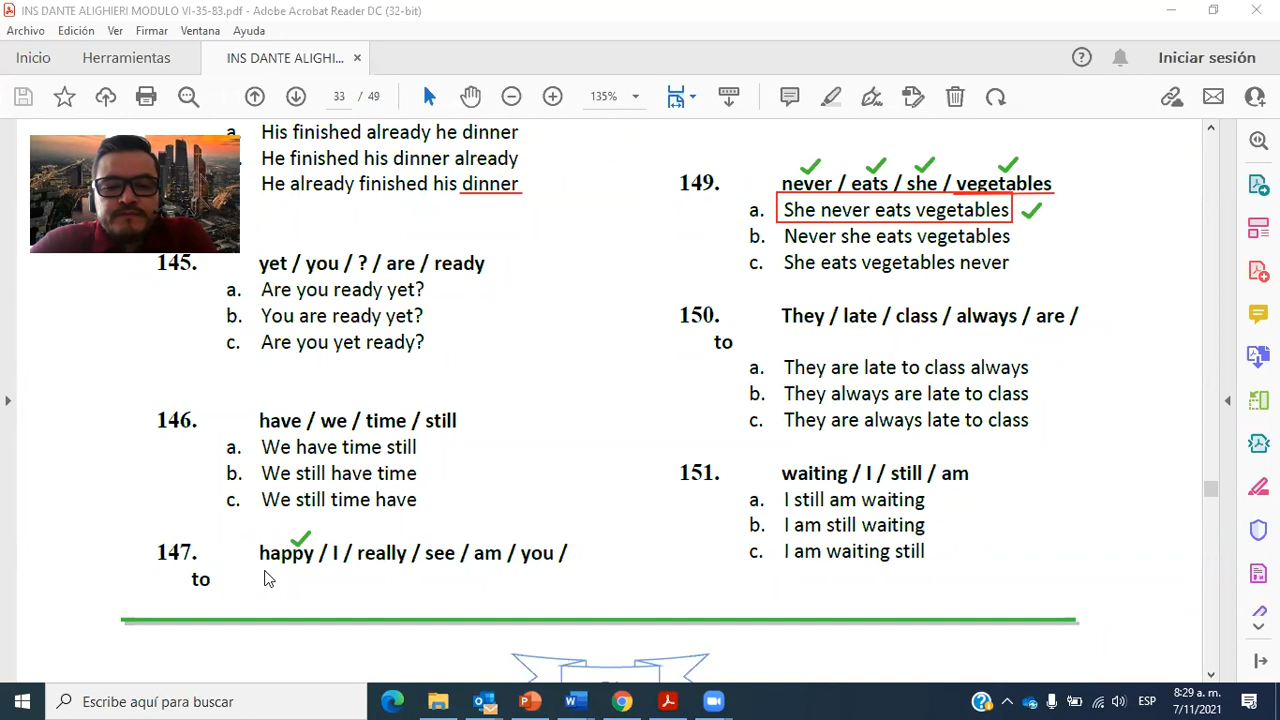 INS DANTE ALIGHIERI MODULO VI-35-83.pdf - Adobe Acrobat Reader DC (32-bit)
Archivo Edición Ver Firmar Ventana Ayuda
Inicio Herramientas INS DANTE ALIGHI... × Iniciar sesión
33 / 49 135%
a. His finished already he dinner
He finished his dinner already
He already finished his dinner
145. yet / you / ? / are / ready
a. Are you ready yet?
b. You are ready yet?
c. Are you yet ready?
146. have / we / time / still
a. We have time still
b. We still have time
c. We still time have
147. happy / I / really / see / am / you /
to
149. never / eats / she / vegetables
a. She never eats vegetables
b. Never she eats vegetables
c. She eats vegetables never
150. They / late / class / always / are /
to
a. They are late to class always
b. They always are late to class
c. They are always late to class
151. waiting / I / still / am
a. I still am waiting
b. I am still waiting
c. I am waiting still
Escribe aquí para buscar
ESP
8:29 a. m.
7/11/2021